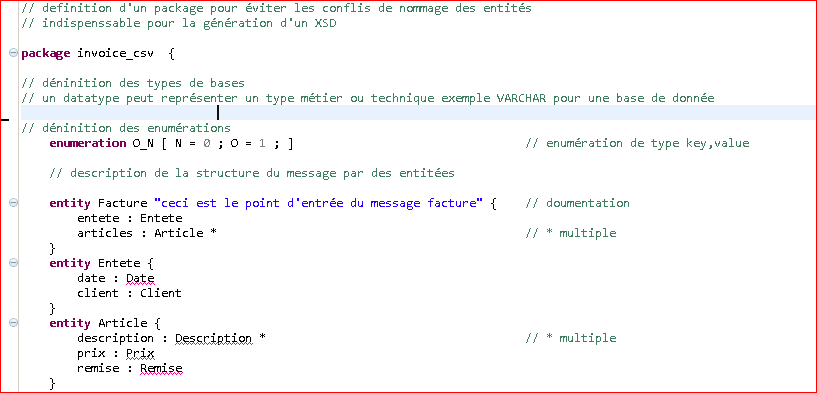 // definition d'un package pour éviter les conflis de nommage des entités
// indispenssable pour la génération d'un XSD
package invoice_csv {
// déninition des types de bases
// un datatype peut représenter un type métier ou technique exemple VARCHAR pour une base de donnée
// déninition des enumérations
enumeration O_N [ N = 0 ; O = 1 ; ] // enumération de type key,value
// description de la structure du message par des entitées
entity Facture "ceci est le point d'entrée du message facture" { // doumentation
entete : Entete
articles : Article * // * multiple
}
entity Entete {
date : Date
client : Client
}
entity Article {
description : Description * // * multiple
prix : Prix
remise : Remise
}